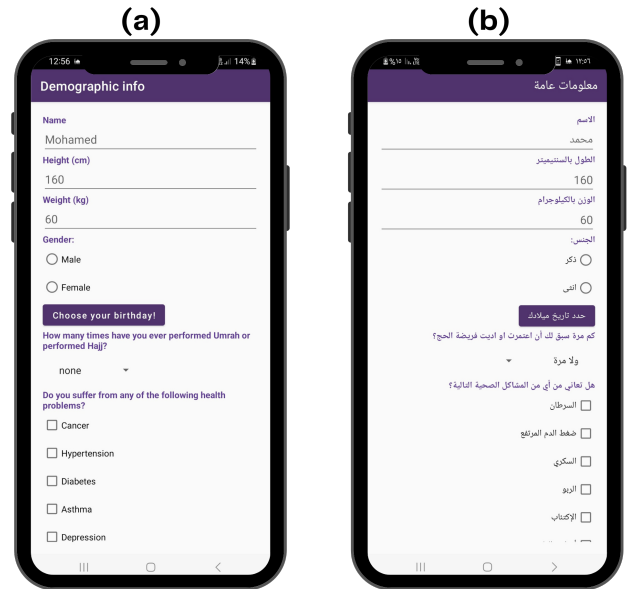 (a)
12:56
14%
Demographic info
Name
Mohamed
Height (cm)
160
Weight (kg)
60
Gender:
Male
Female
Choose your birthday!
How many times have you ever performed Umrah or
performed Hajj?
none
Do you suffer from any of the following health
problems?
Cancer
Hypertension
Diabetes
Asthma
Depression
(b)
١٢:٥٦
معلومات عامة
الاسم
محمد
الطول بالسنتيميتر
160
الوزن بالكيلوجرام
60
الجنس:
ذكر
انثى
حدد تاريخ ميلادك
كم مرة سبق لك أن اعتمرت او اديت فريضة الحج؟
ولا مرة
هل تعاني من أي من المشاكل الصحية التالية؟
السرطان
ضغط الدم المرتفع
السكري
الربو
الإكتئاب